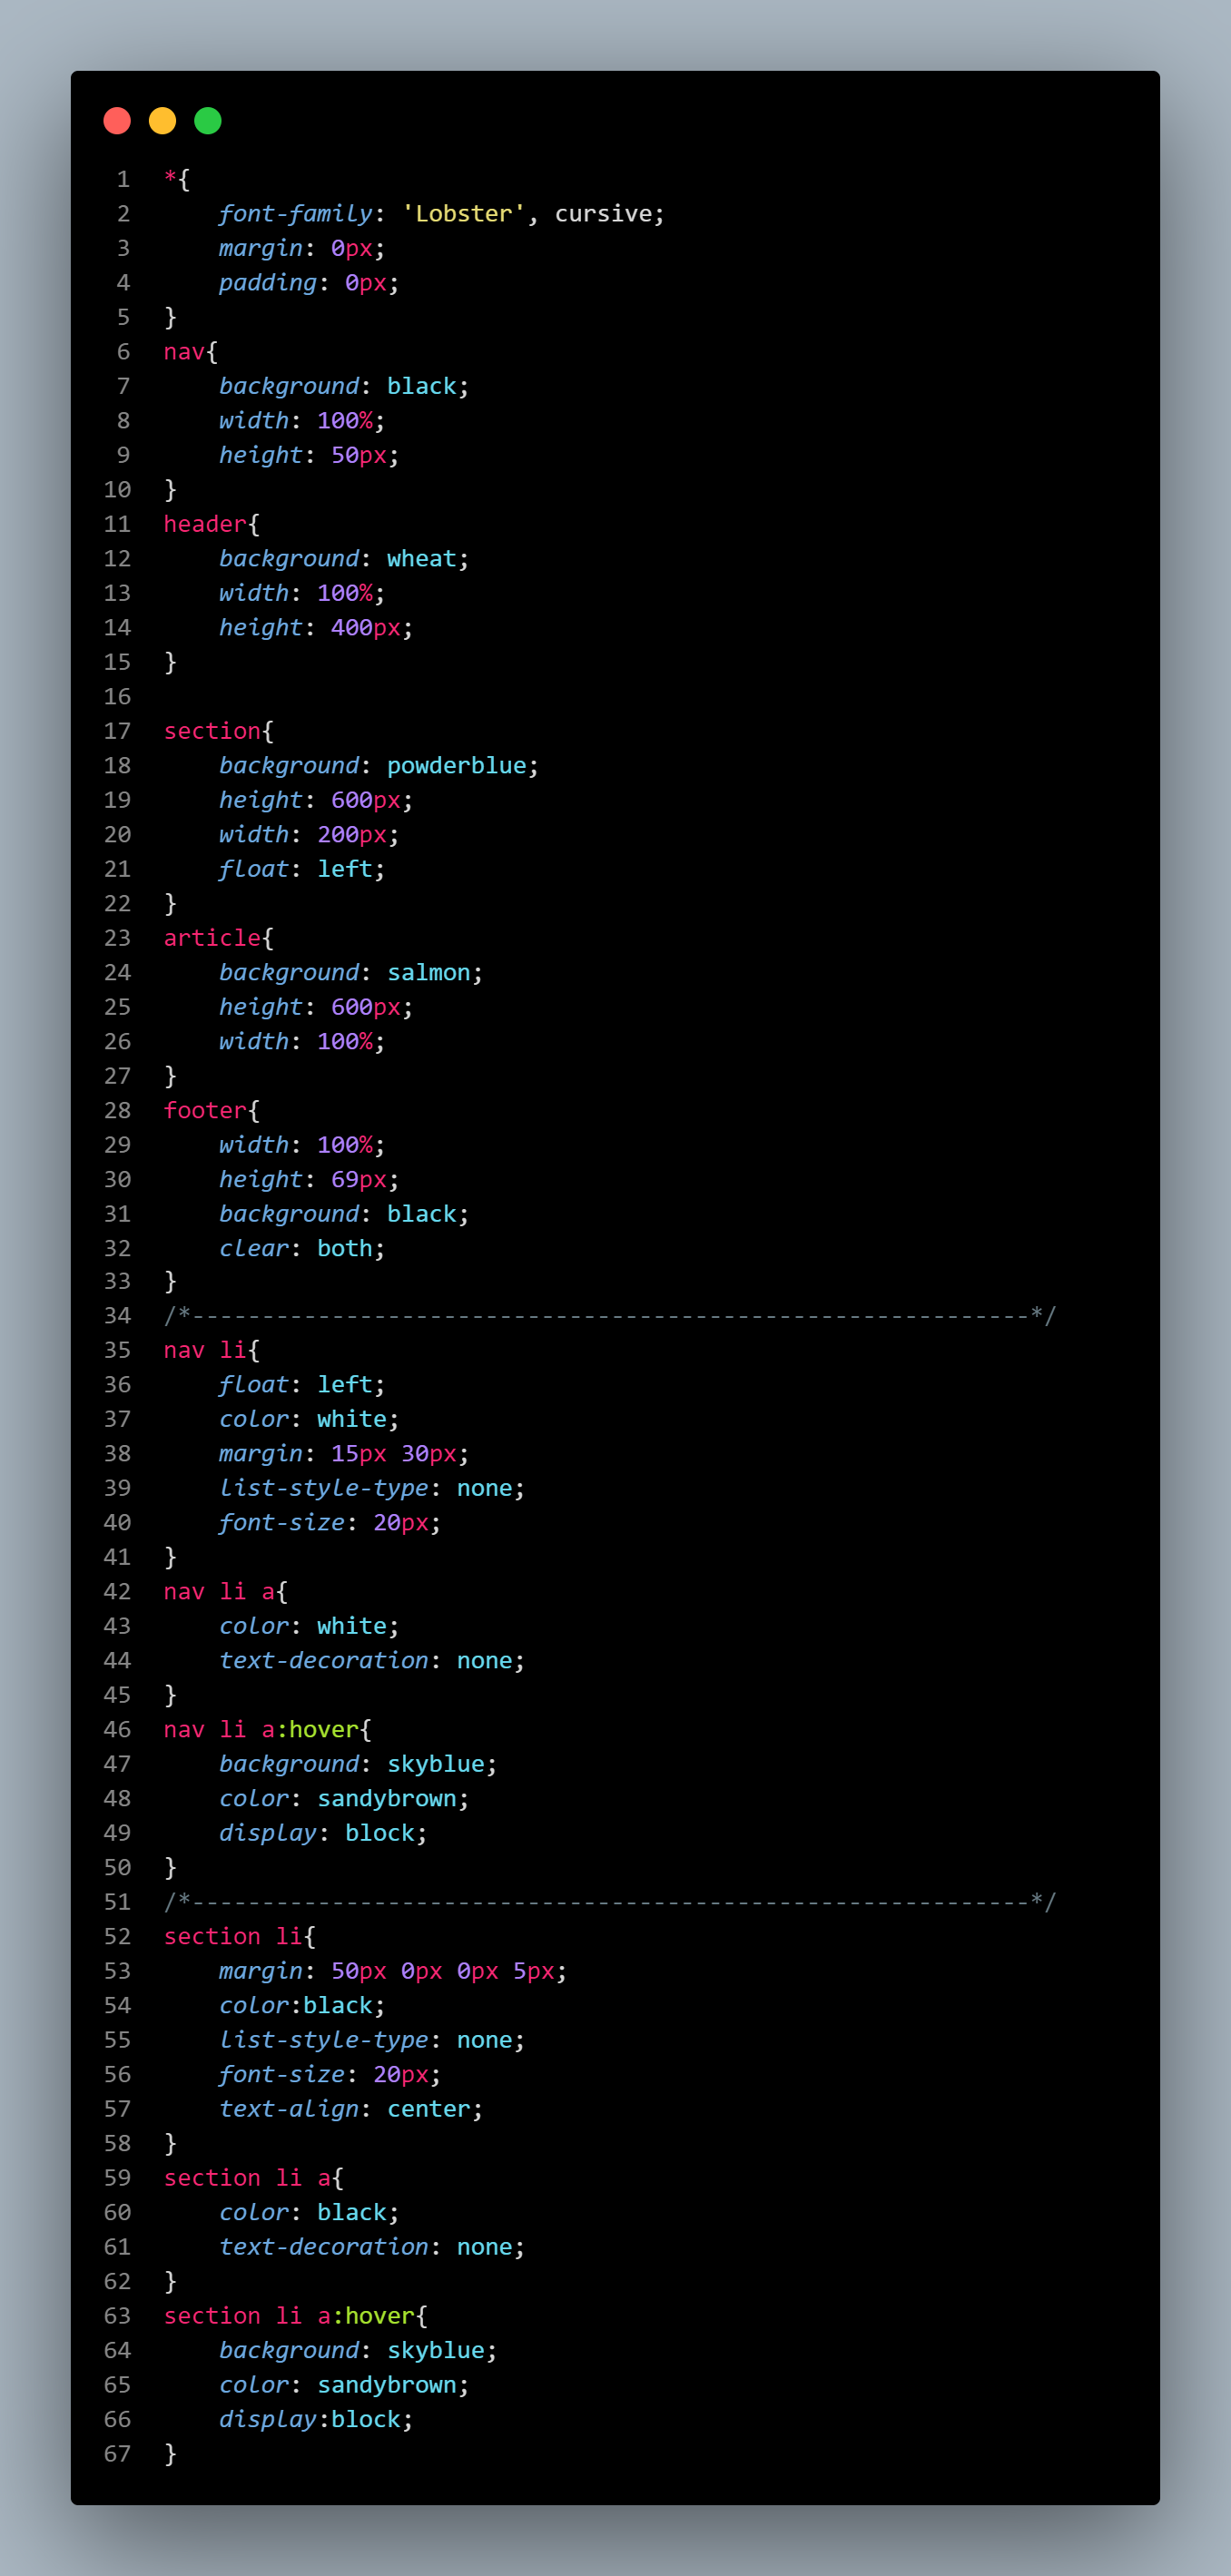 1 *{
2     font-family: 'Lobster', cursive;
3     margin: 0px;
4     padding: 0px;
5 }
6 nav{
7     background: black;
8     width: 100%;
9     height: 50px;
10 }
11 header{
12     background: wheat;
13     width: 100%;
14     height: 400px;
15 }
16
17 section{
18     background: powderblue;
19     height: 600px;
20     width: 200px;
21     float: left;
22 }
23 article{
24     background: salmon;
25     height: 600px;
26     width: 100%;
27 }
28 footer{
29     width: 100%;
30     height: 69px;
31     background: black;
32     clear: both;
33 }
34 /*------------------------------------------------------------*/
35 nav li{
36     float: left;
37     color: white;
38     margin: 15px 30px;
39     list-style-type: none;
40     font-size: 20px;
41 }
42 nav li a{
43     color: white;
44     text-decoration: none;
45 }
46 nav li a:hover{
47     background: skyblue;
48     color: sandybrown;
49     display: block;
50 }
51 /*------------------------------------------------------------*/
52 section li{
53     margin: 50px 0px 0px 5px;
54     color:black;
55     list-style-type: none;
56     font-size: 20px;
57     text-align: center;
58 }
59 section li a{
60     color: black;
61     text-decoration: none;
62 }
63 section li a:hover{
64     background: skyblue;
65     color: sandybrown;
66     display:block;
67 }